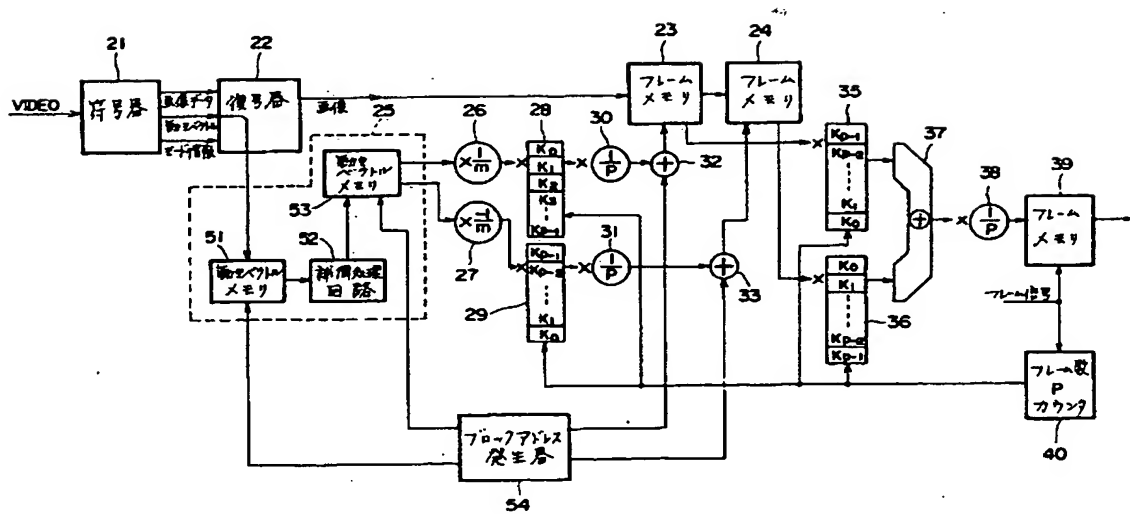 21
22
23
24
VIDEO
符号器
画像データ
動きベクトル
モード情報
復号器
画像
フレーム
メモリ
フレーム
メモリ
25
26
×1/m
27
×-1/m
28
K0
K1
K2
K3
Kp-1
29
Kp-1
Kp-2
K1
K0
30
1/P
31
1/P
32
33
35
Kp-1
Kp-2
K1
K0
36
K0
K1
Kp-2
Kp-1
37
38
1/P
39
フレーム
メモリ
フレーム信号
フレーム数
P
カウンタ
40
動きベクトル
メモリ
53
51
動きベクトル
メモリ
52
補間処理
回路
ブロックアドレス
発生器
54